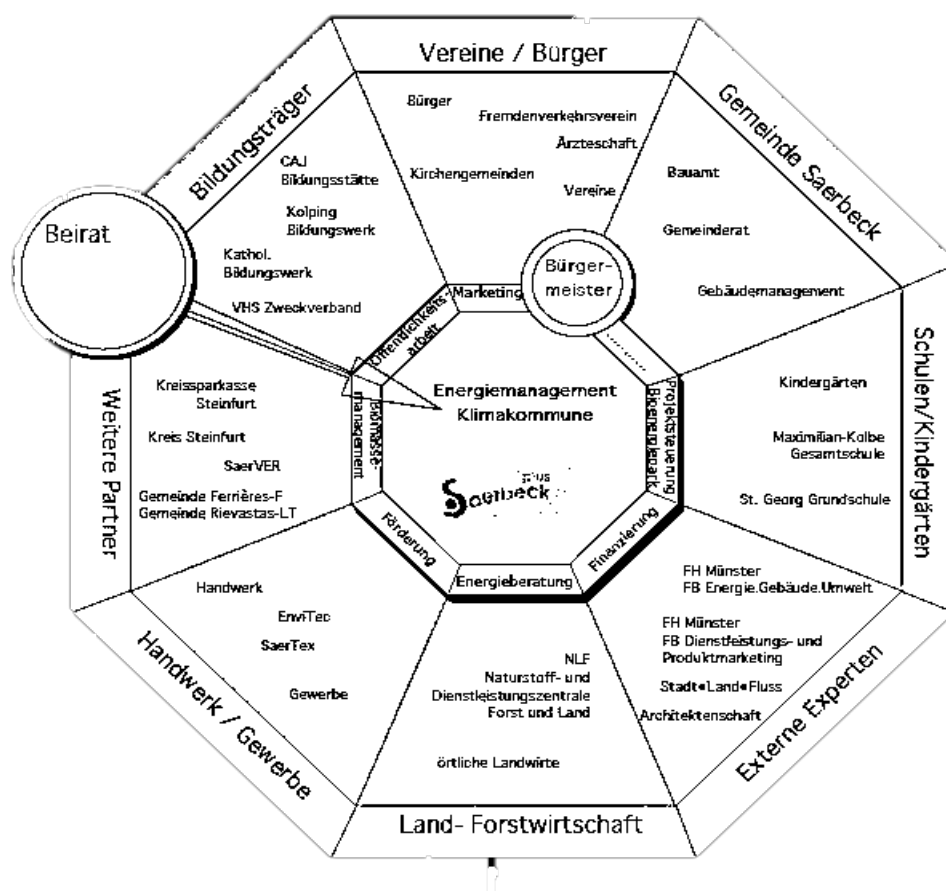 Vereine / Bürger
Bürger
Fremdenverkehrsverein
Ärzteschaft
Kirchengemeinden
Vereine
Gemeinde Saerbeck
Bauamt
Gemeinderat
Gebäudemanagement
Bildungsträger
CAJ
Bildungsstätte
Kolping
Bildungswerk
Kathol.
Bildungswerk
VHS Zweckverband
Beirat
Bürger-
meister
Marketing
Öffentlichkeits-
arbeit
Biomasse-
management
Energiemanagement
Klimakommune
plus
Saerbeck
Projektsteuerung
Bioenergiepark
Förderung
Energieberatung
Finanzierung
Schulen/Kindergärten
Kindergärten
Maximilian-Kolbe
Gesamtschule
St. Georg Grundschule
Weitere Partner
Kreissparkasse
Steinfurt
Kreis Steinfurt
SaerVER
Gemeinde Ferrières-F
Gemeinde Rievastas-LT
Handwerk / Gewerbe
Handwerk
EnviTec
SaerTex
Gewerbe
Land- Forstwirtschaft
NLF
Naturstoff- und
Dienstleistungszentrale
Forst und Land
örtliche Landwirte
Externe Experten
FH Münster
FB Energie.Gebäude.Umwelt
FH Münster
FB Dienstleistungs- und
Produktmarketing
Stadt•Land•Fluss
Architektenschaft